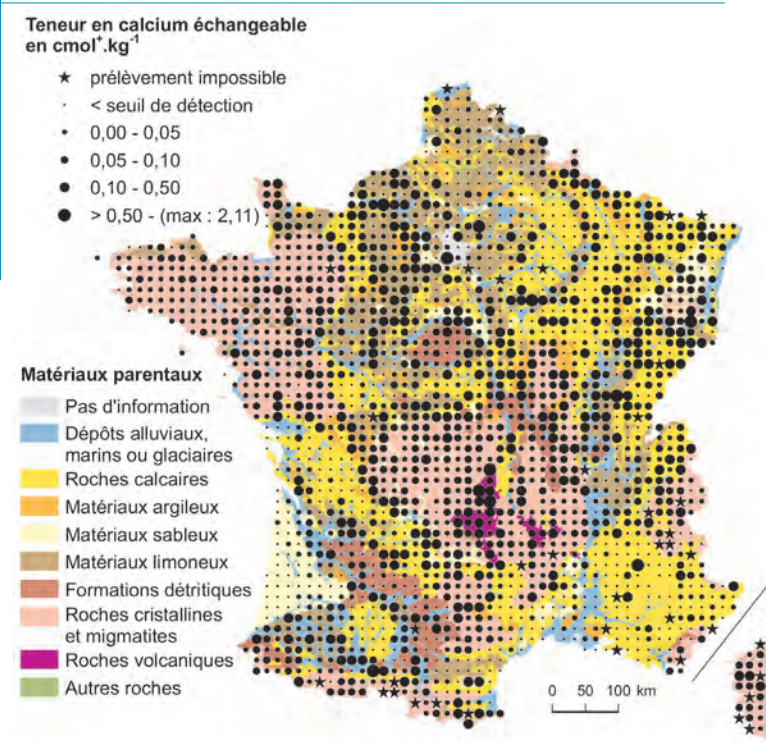 Teneur en calcium échangeable
en cmol⁺.kg⁻¹
prélèvement impossible
< seuil de détection
0,00 - 0,05
0,05 - 0,10
0,10 - 0,50
> 0,50 - (max : 2,11)
Matériaux parentaux
Pas d'information
Dépôts alluviaux,
marins ou glaciaires
Roches calcaires
Matériaux argileux
Matériaux sableux
Matériaux limoneux
Formations détritiques
Roches cristallines
et migmatites
Roches volcaniques
Autres roches
0 50 100 km